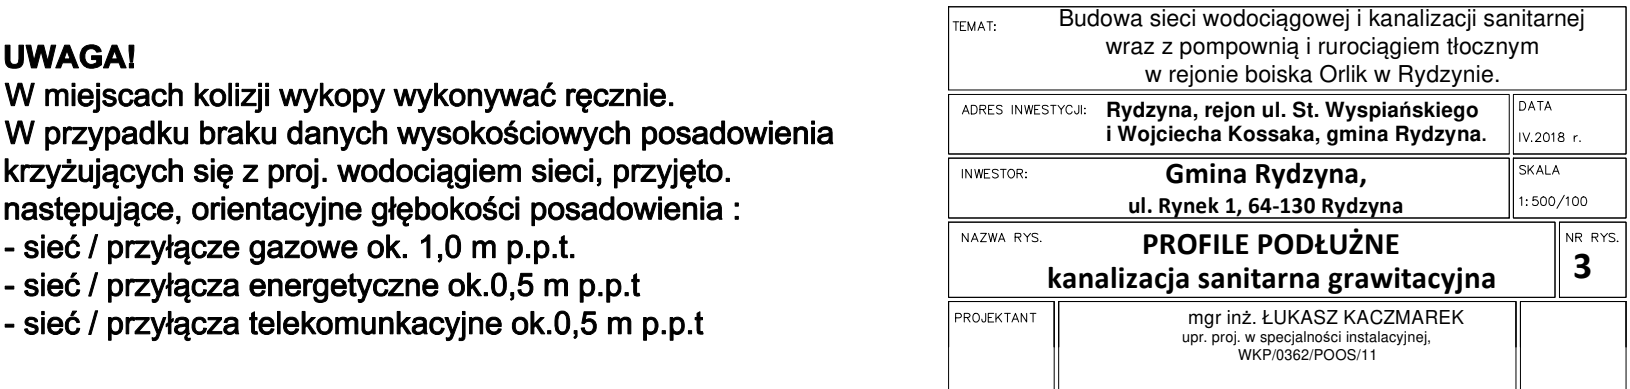 UWAGA!
W miejscach kolizji wykopy wykonywać ręcznie.
W przypadku braku danych wysokościowych posadowienia
krzyżujących się z proj. wodociągiem sieci, przyjęto.
następujące, orientacyjne głębokości posadowienia :
- sieć / przyłącze gazowe ok. 1,0 m p.p.t.
- sieć / przyłącza energetyczne ok.0,5 m p.p.t
- sieć / przyłącza telekomunkacyjne ok.0,5 m p.p.t
TEMAT:
Budowa sieci wodociągowej i kanalizacji sanitarnej
wraz z pompownią i rurociągiem tłocznym
w rejonie boiska Orlik w Rydzynie.
ADRES INWESTYCJI:
Rydzyna, rejon ul. St. Wyspiańskiego
i Wojciecha Kossaka, gmina Rydzyna.
DATA
IV.2018 r.
INWESTOR:
Gmina Rydzyna,
ul. Rynek 1, 64-130 Rydzyna
SKALA
1:500/100
NAZWA RYS.
PROFILE PODŁUŻNE
kanalizacja sanitarna grawitacyjna
NR RYS.
3
PROJEKTANT
mgr inż. ŁUKASZ KACZMAREK
upr. proj. w specjalności instalacyjnej,
WKP/0362/POOS/11